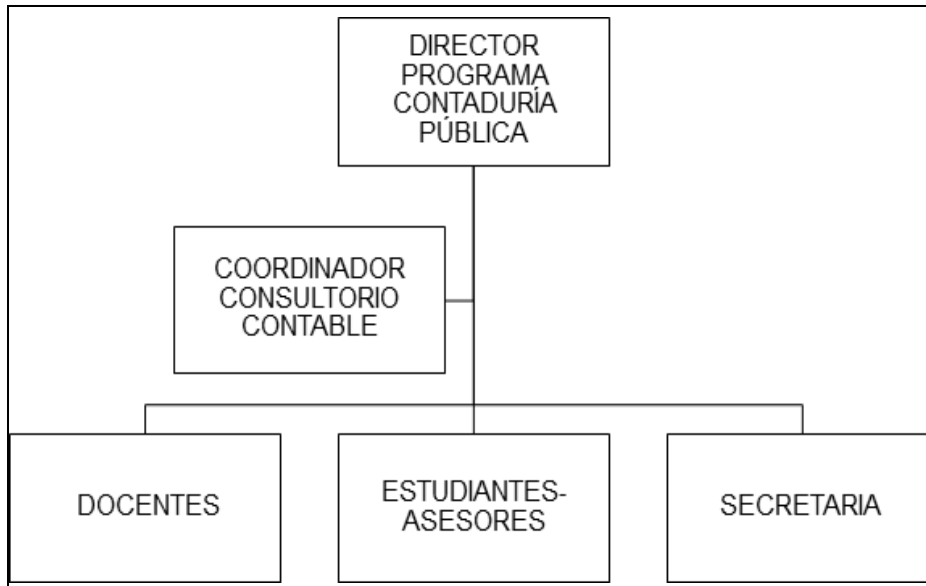 DIRECTOR
PROGRAMA
CONTADURÍA
PÚBLICA
COORDINADOR
CONSULTORIO
CONTABLE
DOCENTES
ESTUDIANTES-
ASESORES
SECRETARIA